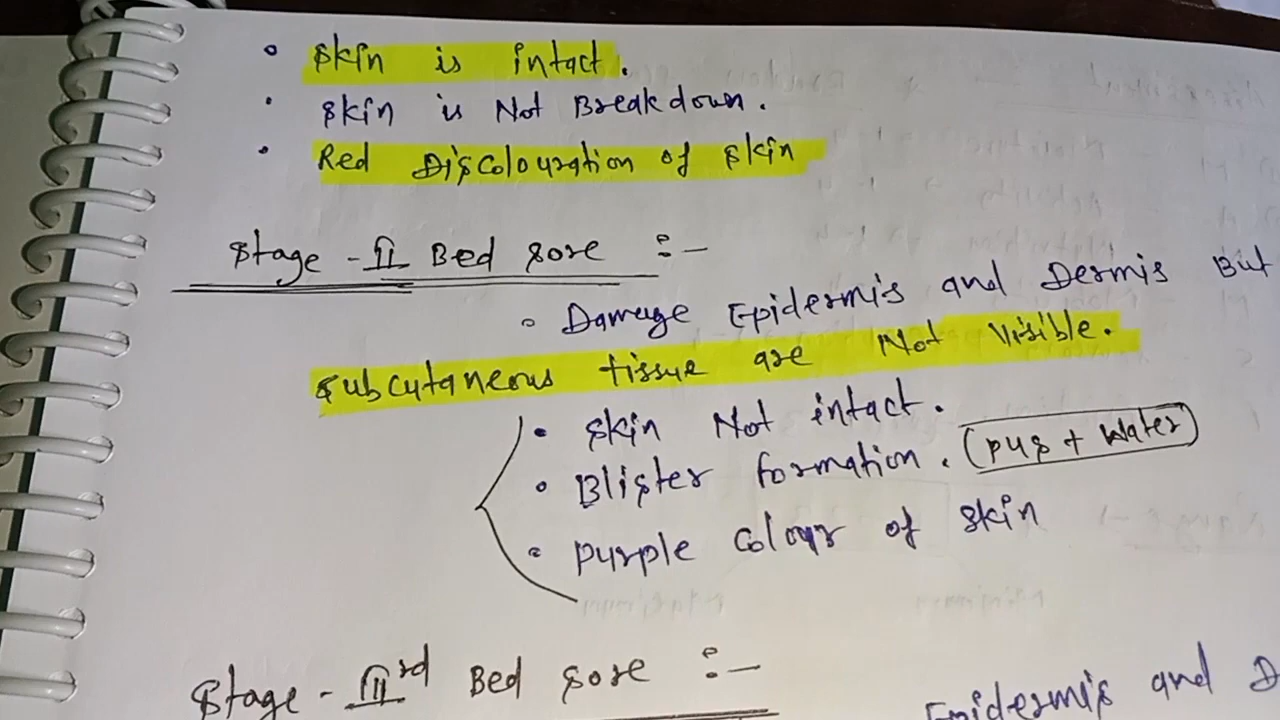 • Skin is intact.
• Skin is Not Breakdown.
• Red Discolouration of Skin
Stage - II Bed Sore :-
• Damage Epidermis and Dermis But
Subcutaneous tissue are Not Visible.
• Skin Not intact.
• Blister formation. (Pus + Water)
• Purple Colour of Skin
Stage - III rd Bed Sore :-
Epidermis and D